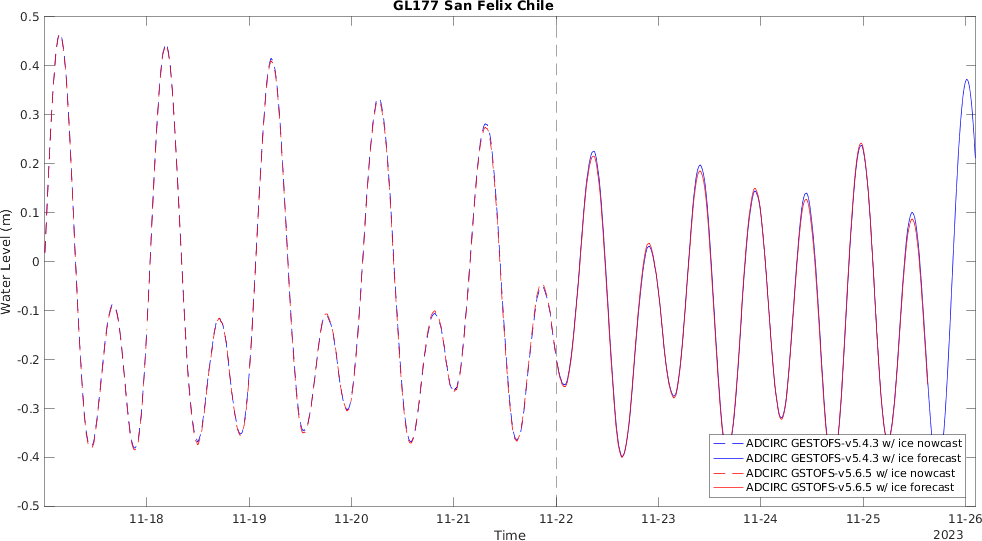 GL177 San Felix Chile
0.5
0.4
0.3
0.2
0.1
0
-0.1
-0.2
-0.3
-0.4
-0.5
Water Level (m)
ADCIRC GESTOFS-v5.4.3 w/ ice nowcast
ADCIRC GESTOFS-v5.4.3 w/ ice forecast
ADCIRC GSTOFS-v5.6.5 w/ ice nowcast
ADCIRC GSTOFS-v5.6.5 w/ ice forecast
11-18 11-19 11-20 11-21 11-22 11-23 11-24 11-25 11-26
Time
2023